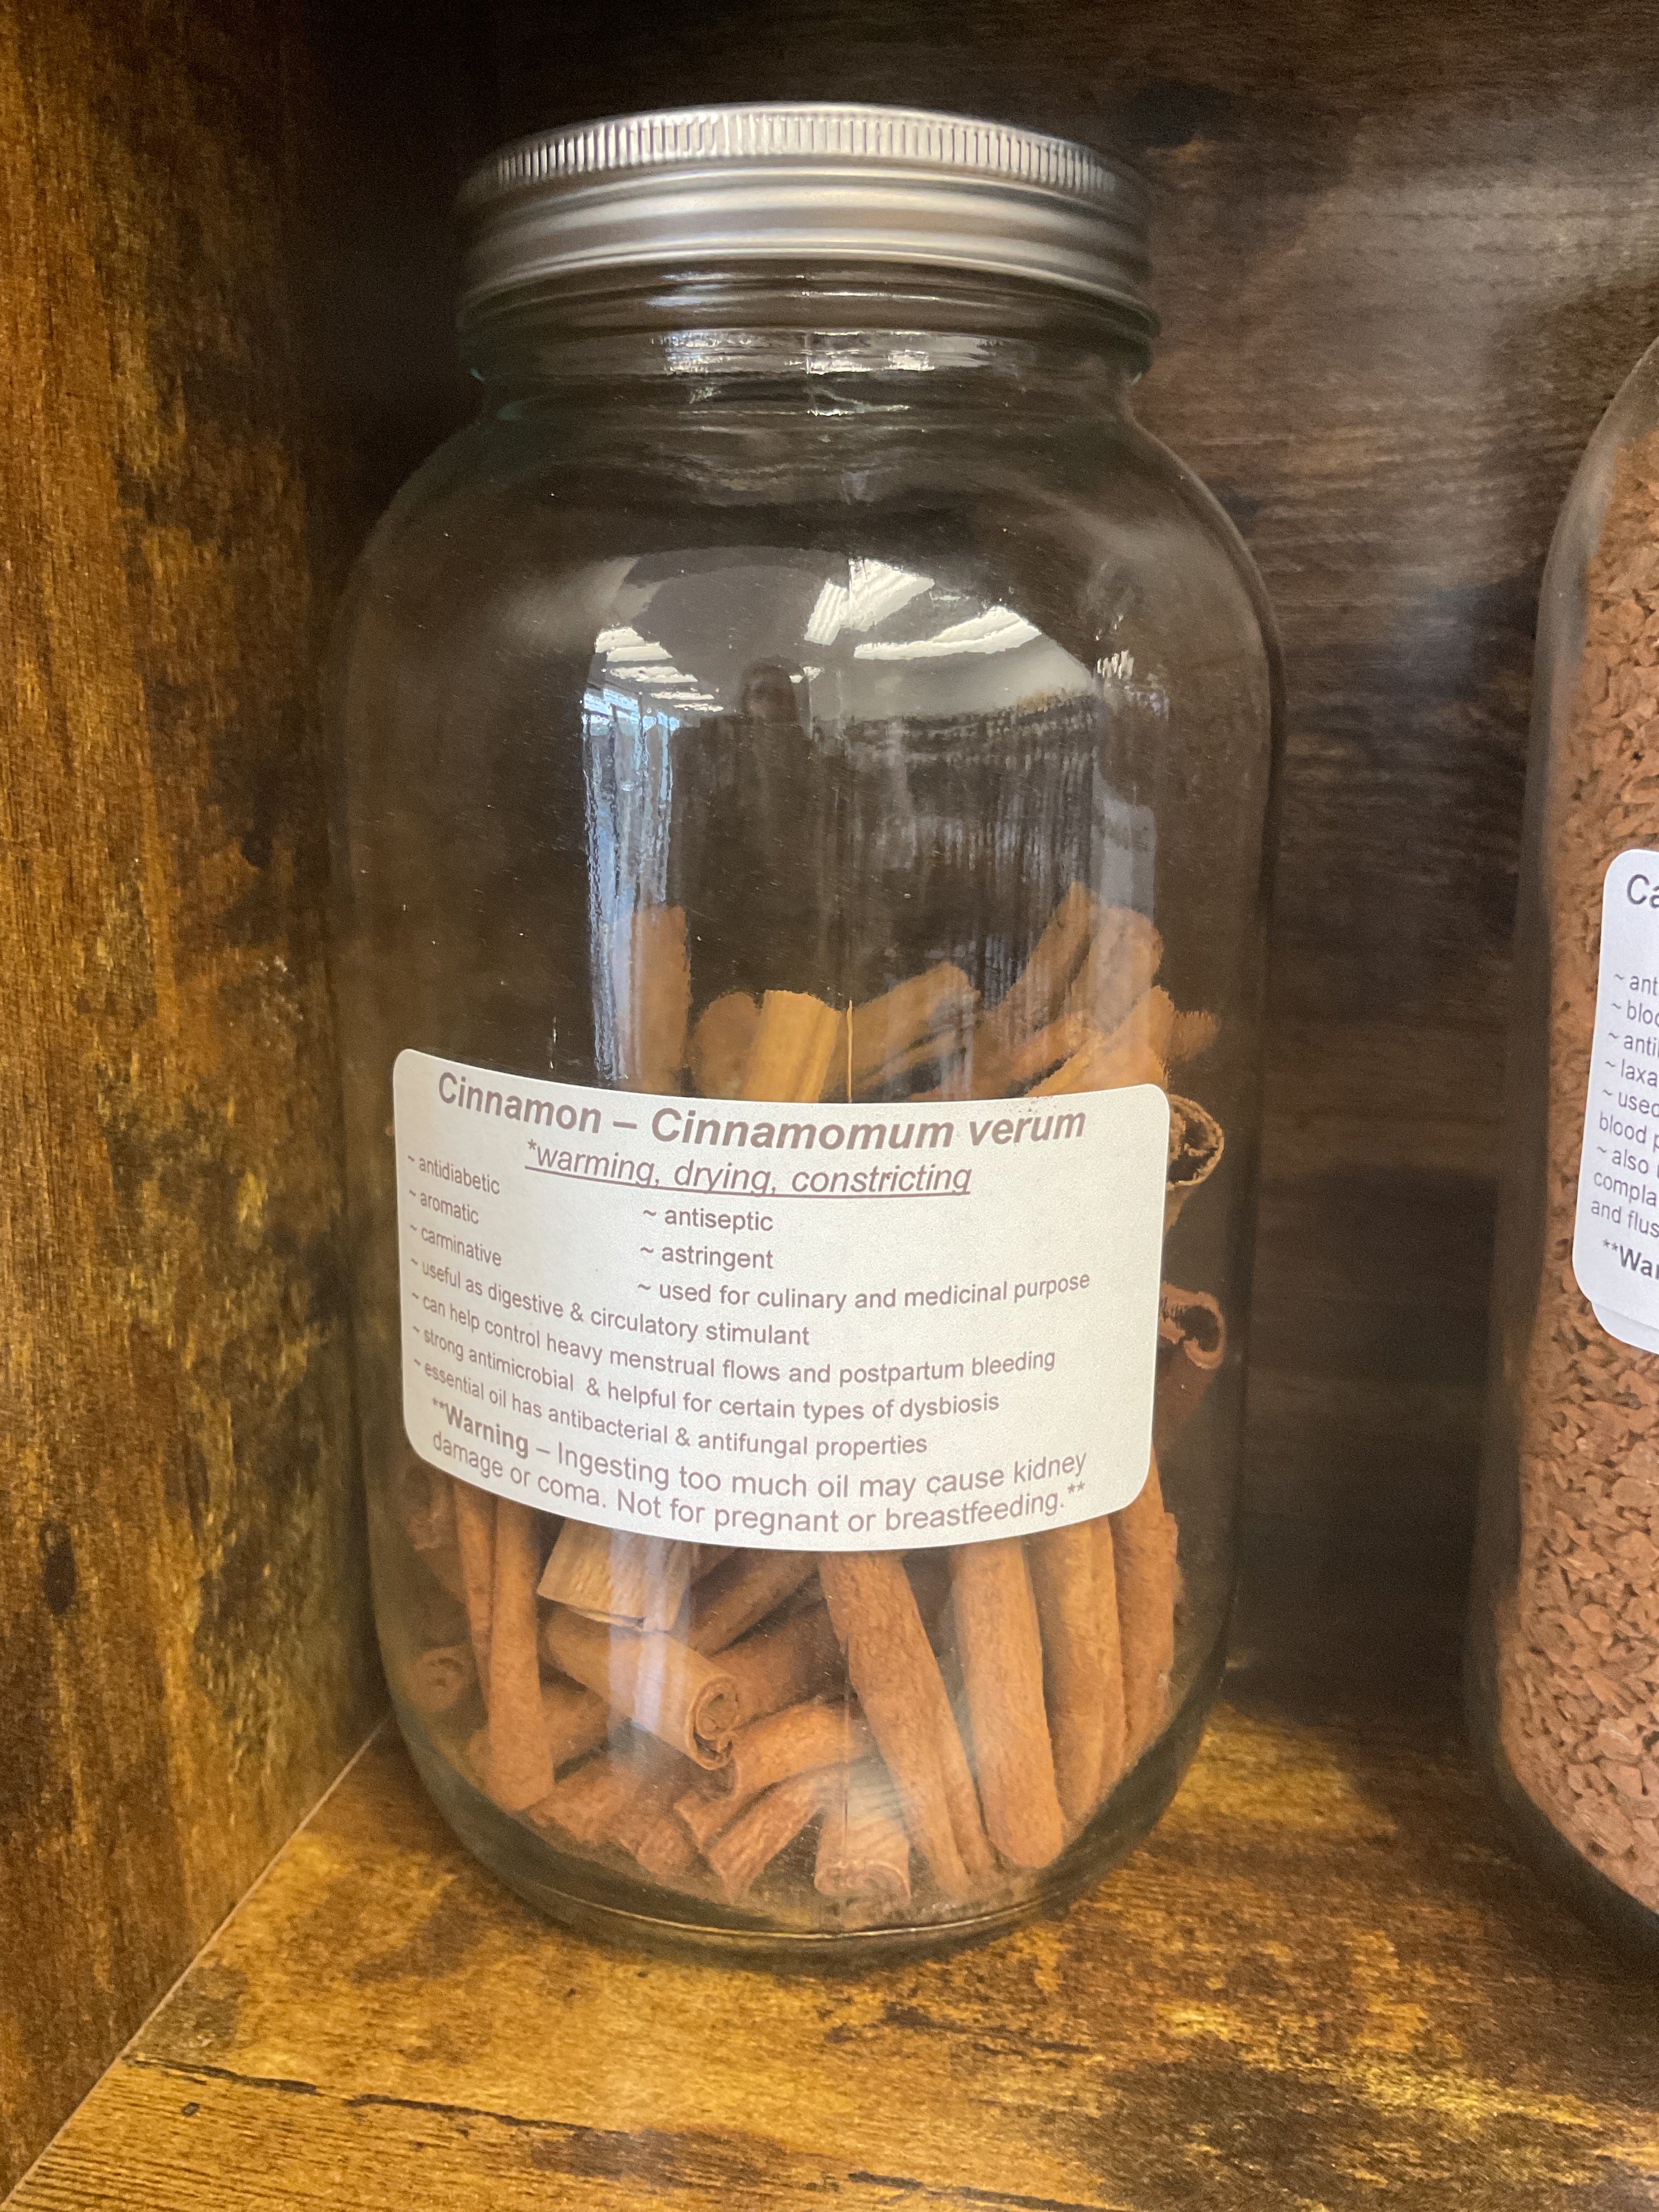 Cinnamon – Cinnamomum verum
*warming, drying, constricting
~ antidiabetic
~ aromatic
~ carminative
~ antiseptic
~ astringent
~ used for culinary and medicinal purpose
~ useful as digestive & circulatory stimulant
~ can help control heavy menstrual flows and postpartum bleeding
~ strong antimicrobial & helpful for certain types of dysbiosis
~ essential oil has antibacterial & antifungal properties
**Warning – Ingesting too much oil may cause kidney
damage or coma. Not for pregnant or breastfeeding.**
~ also
blood
and